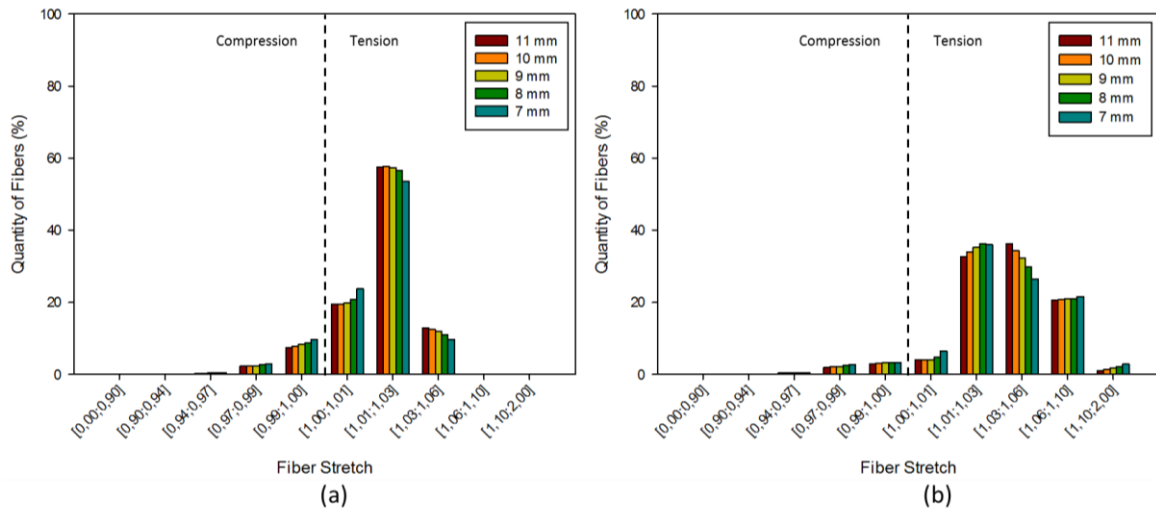 100
80
60
40
20
0
Quantity of Fibers (%)
Compression
Tension
11 mm
10 mm
9 mm
8 mm
7 mm
[0,00;0,90]
[0,90;0,94]
[0,94;0,97]
[0,97;0,99]
[0,99;1,00]
[1,00;1,01]
[1,01;1,03]
[1,03;1,06]
[1,06;1,10]
[1,10;2,00]
Fiber Stretch
(a)
100
80
60
40
20
0
Quantity of Fibers (%)
Compression
Tension
11 mm
10 mm
9 mm
8 mm
7 mm
[0,00;0,90]
[0,90;0,94]
[0,94;0,97]
[0,97;0,99]
[0,99;1,00]
[1,00;1,01]
[1,01;1,03]
[1,03;1,06]
[1,06;1,10]
[1,10;2,00]
Fiber Stretch
(b)